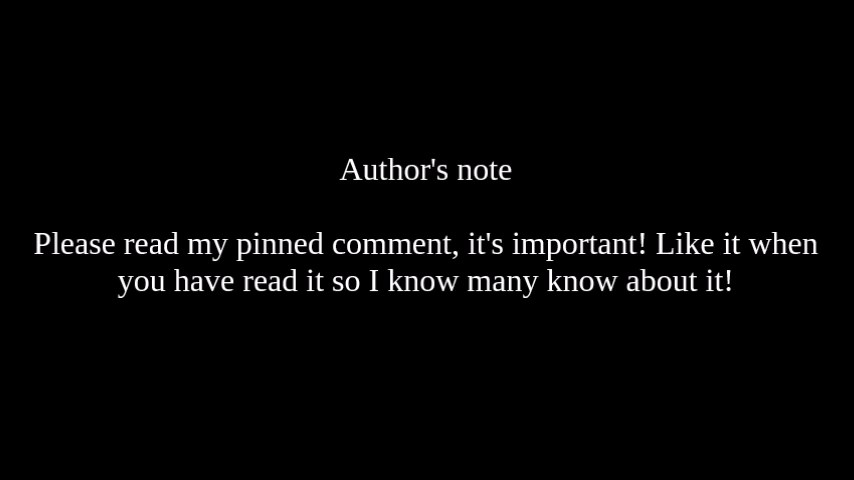 Author's note
Please read my pinned comment, it's important! Like it when
you have read it so I know many know about it!